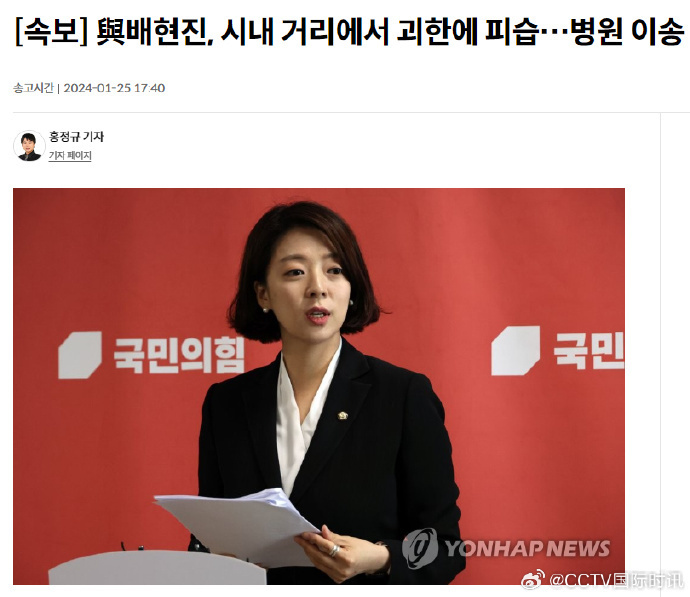 [속보] 與배현진, 시내 거리에서 괴한에 피습…병원 이송
송고시간 | 2024-01-25 17:40
홍정규 기자
기자 페이지
국민의힘
국민
YONHAP NEWS
@CCTV国际时讯